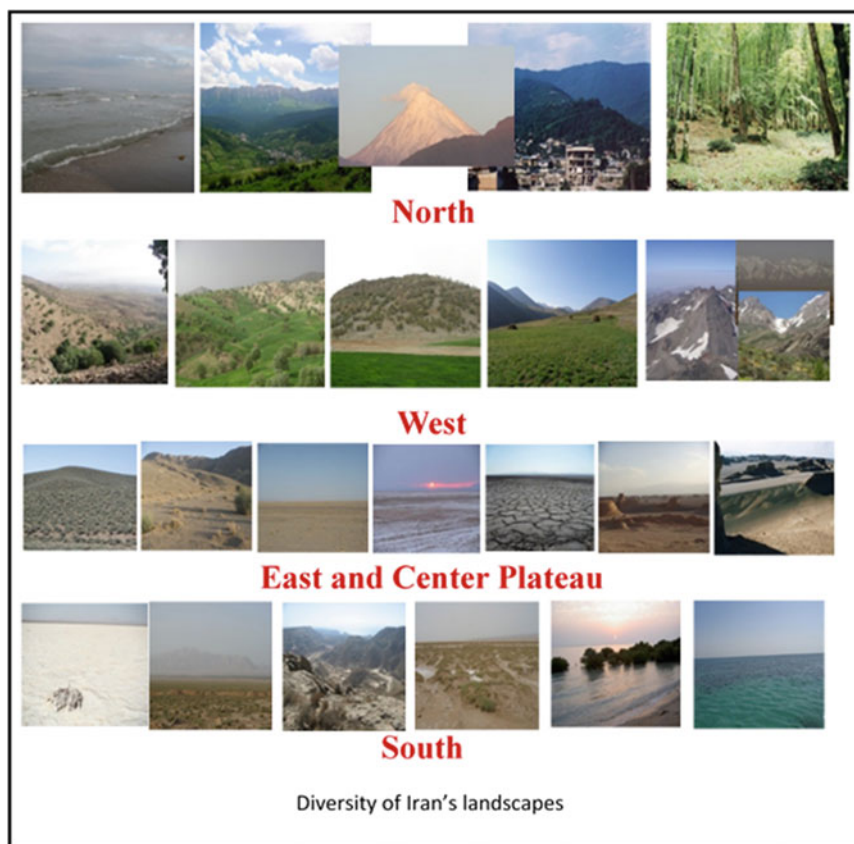 North
West
East and Center Plateau
South
Diversity of Iran’s landscapes